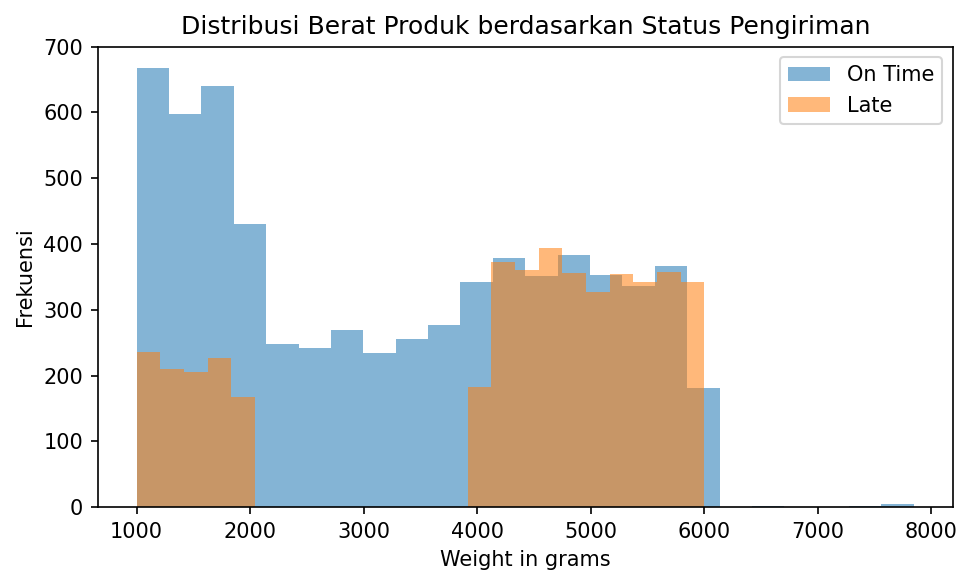 Distribusi Berat Produk berdasarkan Status Pengiriman
On Time
Late
Frekuensi
700
600
500
400
300
200
100
0
1000 2000 3000 4000 5000 6000 7000 8000
Weight in grams